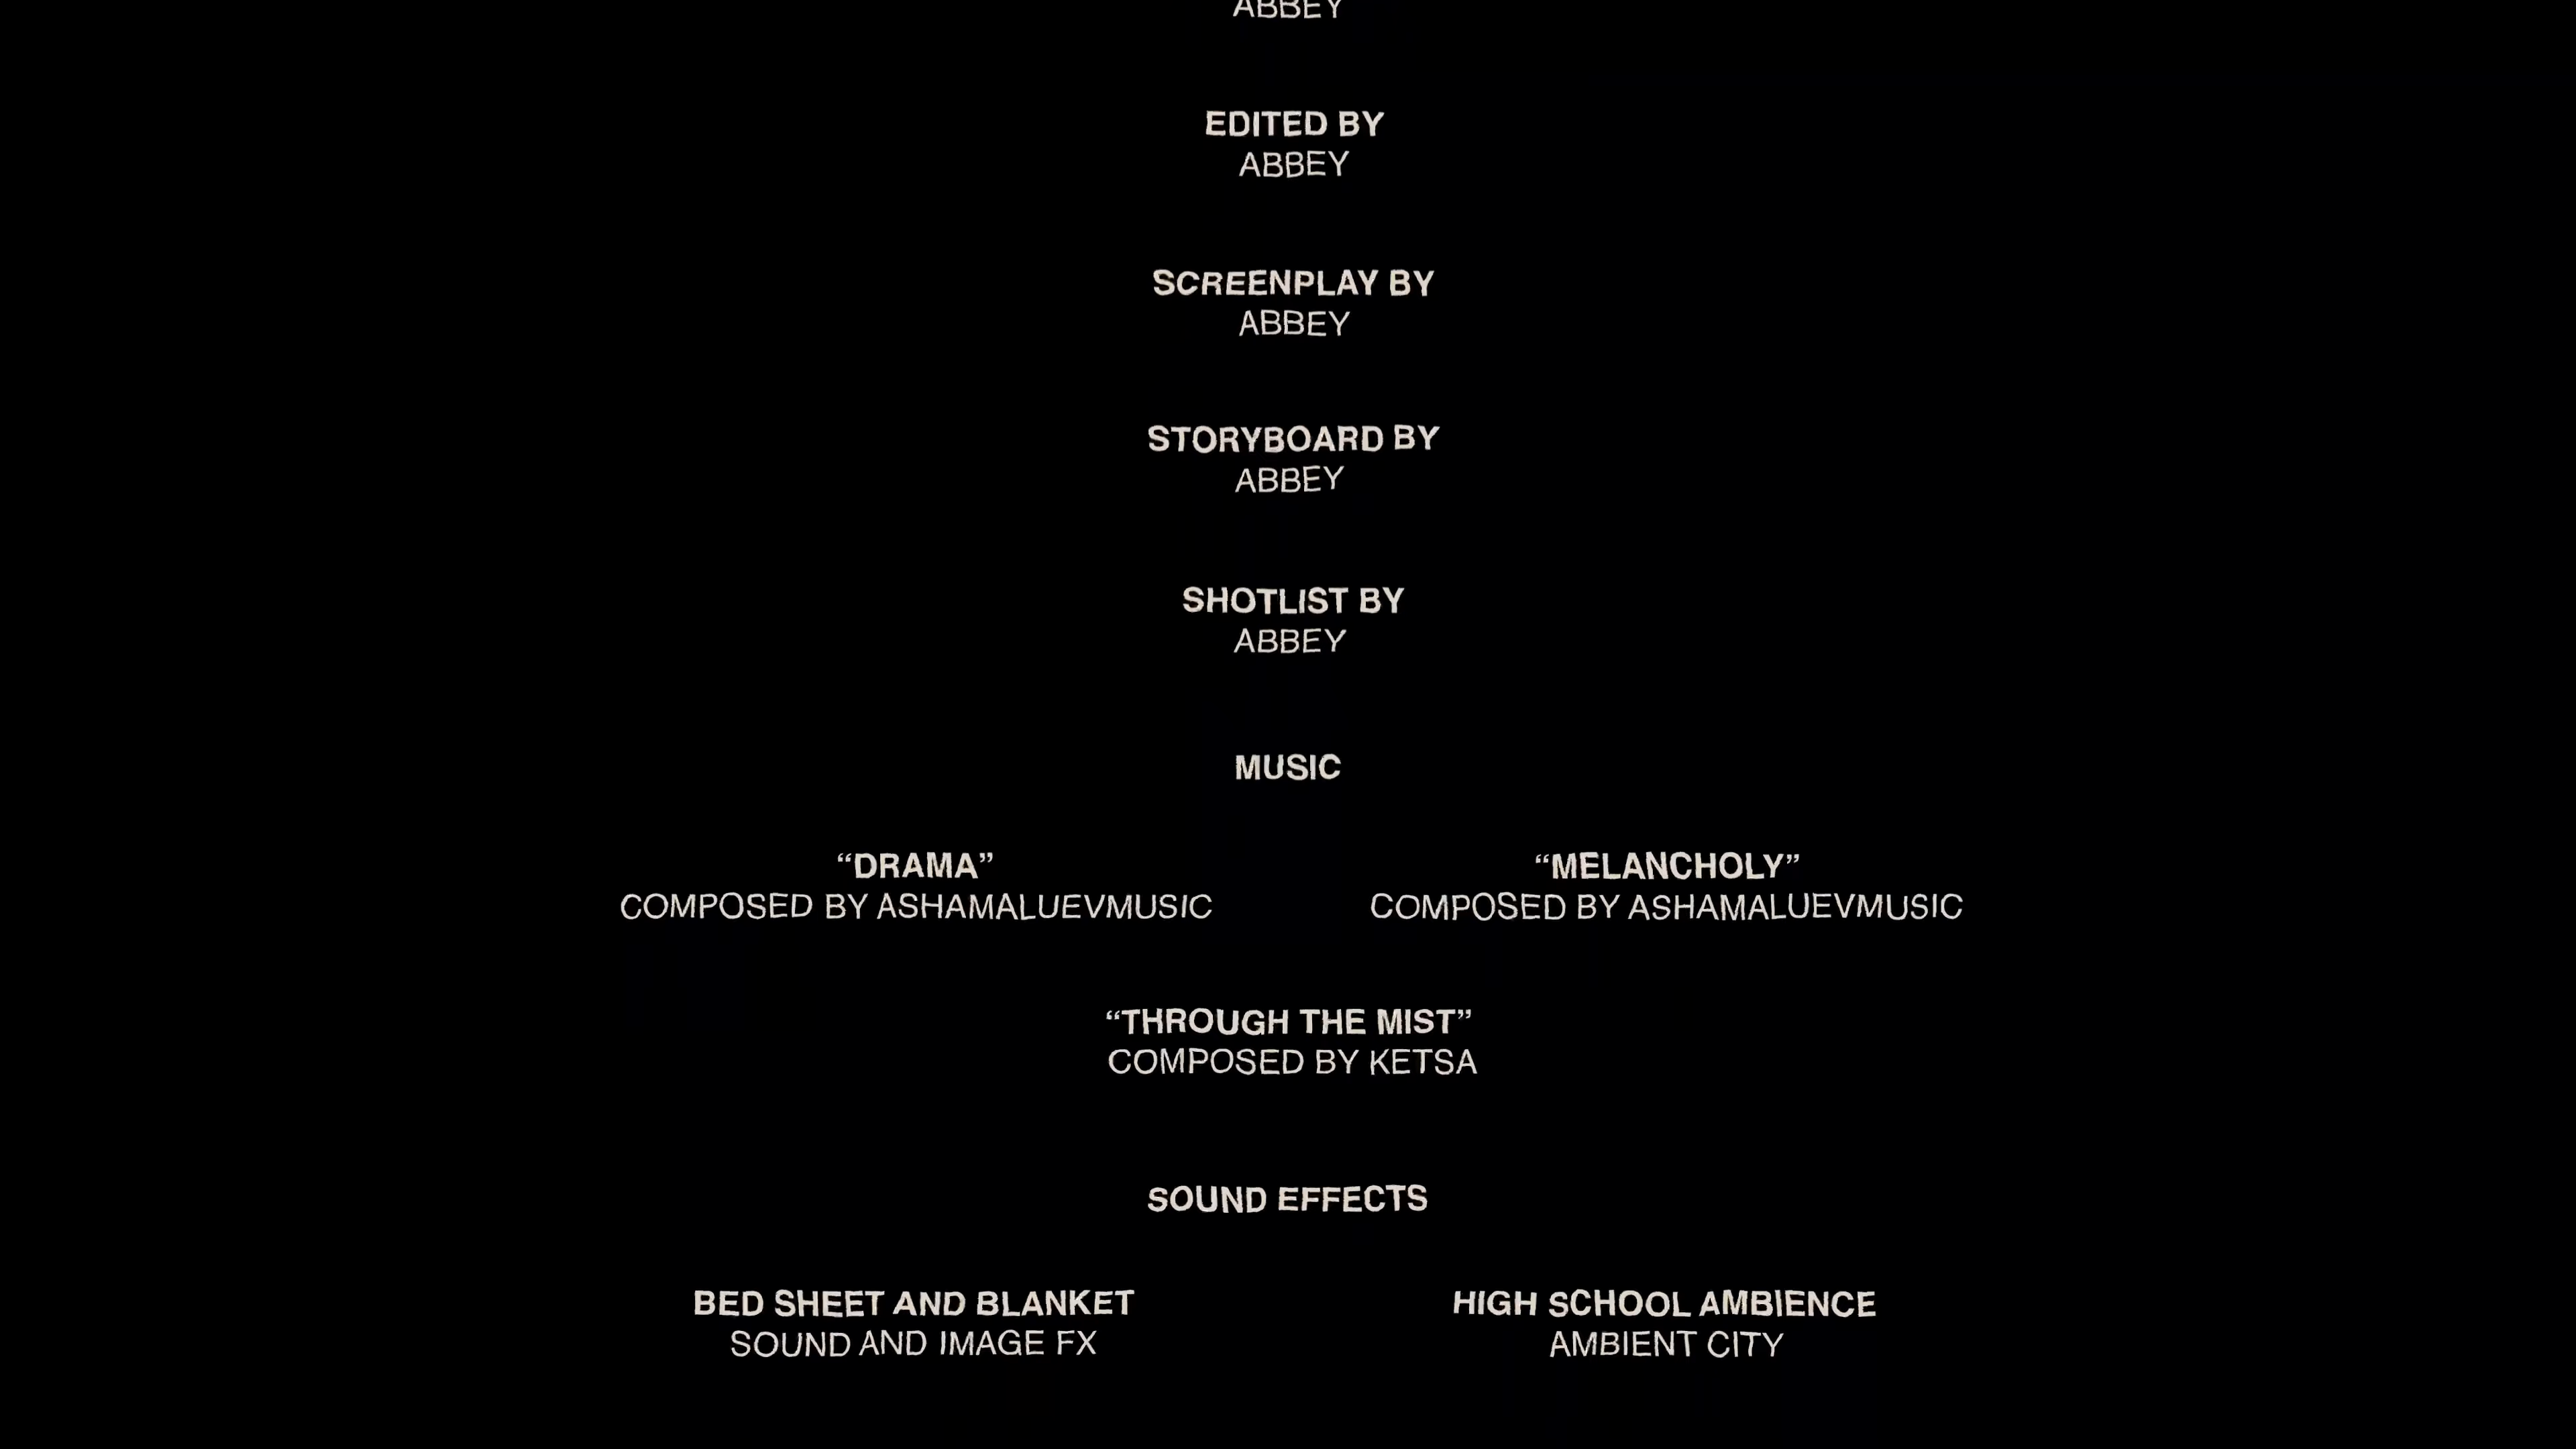 ABBEY
EDITED BY
ABBEY
SCREENPLAY BY
ABBEY
STORYBOARD BY
ABBEY
SHOTLIST BY
ABBEY
MUSIC
“DRAMA”
COMPOSED BY ASHAMALUEVMUSIC
“MELANCHOLY”
COMPOSED BY ASHAMALUEVMUSIC
“THROUGH THE MIST”
COMPOSED BY KETSA
SOUND EFFECTS
BED SHEET AND BLANKET
SOUND AND IMAGE FX
HIGH SCHOOL AMBIENCE
AMBIENT CITY